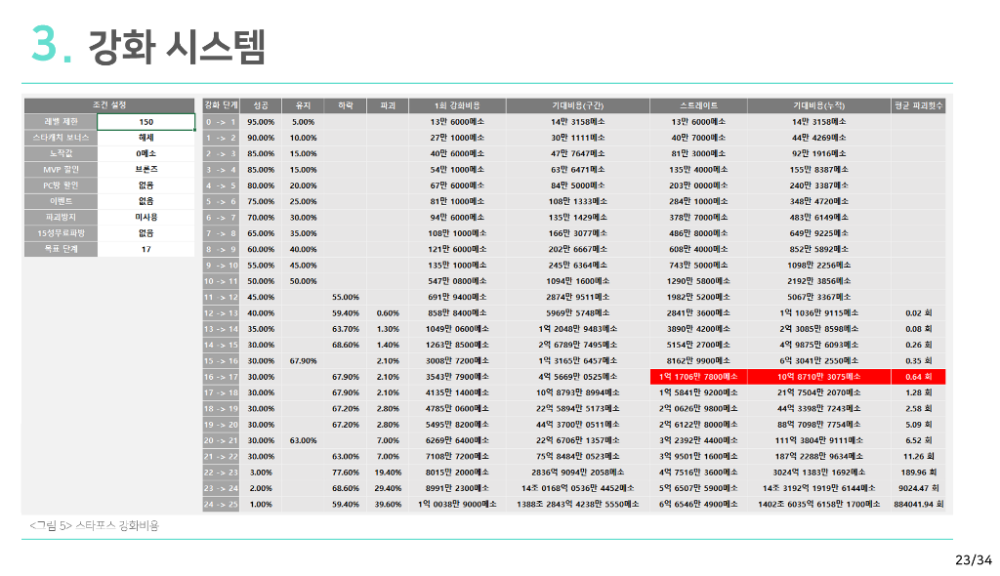 3. 강화 시스템
조건 설정
레벨 제한 150
스타캐치 보너스 해제
노작값 0메소
MVP 할인 브론즈
PC방 할인 없음
이벤트 없음
파괴방지 미사용
15성무료파방 없음
목표 단계 17
강화 단계 성공 유지 하락 파괴 1회 강화비용 기대비용(구간) 스트레이트 기대비용(누적) 평균 파괴횟수
0 -> 1 95.00% 5.00% 13만 6000메소 14만 3158메소 13만 6000메소 14만 3158메소
1 -> 2 90.00% 10.00% 27만 1000메소 30만 1111메소 40만 7000메소 44만 4269메소
2 -> 3 85.00% 15.00% 40만 6000메소 47만 7647메소 81만 3000메소 92만 1916메소
3 -> 4 85.00% 15.00% 54만 1000메소 63만 6471메소 135만 4000메소 155만 8387메소
4 -> 5 80.00% 20.00% 67만 6000메소 84만 5000메소 203만 0000메소 240만 3387메소
5 -> 6 75.00% 25.00% 81만 1000메소 108만 1333메소 284만 1000메소 348만 4720메소
6 -> 7 70.00% 30.00% 94만 6000메소 135만 1429메소 378만 7000메소 483만 6149메소
7 -> 8 65.00% 35.00% 108만 1000메소 166만 3077메소 486만 8000메소 649만 9225메소
8 -> 9 60.00% 40.00% 121만 6000메소 202만 6667메소 608만 4000메소 852만 5892메소
9 -> 10 55.00% 45.00% 135만 1000메소 245만 6364메소 743만 5000메소 1098만 2256메소
10 -> 11 50.00% 50.00% 547만 0800메소 1094만 1600메소 1290만 5800메소 2192만 3856메소
11 -> 12 45.00% 55.00% 691만 9400메소 2874만 9511메소 1982만 5200메소 5067만 3367메소
12 -> 13 40.00% 59.40% 0.60% 858만 8400메소 5969만 5748메소 2841만 3600메소 1억 1036만 9115메소 0.02 회
13 -> 14 35.00% 63.70% 1.30% 1049만 0600메소 1억 2048만 9483메소 3890만 4200메소 2억 3085만 8598메소 0.08 회
14 -> 15 30.00% 68.60% 1.40% 1263만 8500메소 2억 6789만 7495메소 5154만 2700메소 4억 9875만 6093메소 0.26 회
15 -> 16 30.00% 67.90% 2.10% 3008만 7200메소 1억 3165만 6457메소 8162만 9900메소 6억 3041만 2550메소 0.35 회
16 -> 17 30.00% 67.90% 2.10% 3543만 7900메소 4억 5669만 0525메소 1억 1706만 7800메소 10억 8710만 3075메소 0.64 회
17 -> 18 30.00% 67.90% 2.10% 4135만 1400메소 10억 8793만 8994메소 1억 5841만 9200메소 21억 7504만 2070메소 1.28 회
18 -> 19 30.00% 67.20% 2.80% 4785만 0600메소 22억 5894만 5173메소 2억 0626만 9800메소 44억 3398만 7243메소 2.58 회
19 -> 20 30.00% 67.20% 2.80% 5495만 8200메소 44억 3700만 0511메소 2억 6122만 8000메소 88억 7098만 7754메소 5.09 회
20 -> 21 30.00% 63.00% 7.00% 6269만 6400메소 22억 6706만 1357메소 3억 2392만 4400메소 111억 3804만 9111메소 6.52 회
21 -> 22 30.00% 63.00% 7.00% 7108만 7200메소 75억 8484만 0523메소 3억 9501만 1600메소 187억 2288만 9634메소 11.26 회
22 -> 23 3.00% 77.60% 19.40% 8015만 2000메소 2836억 9094만 2058메소 4억 7516만 3600메소 3024억 1383만 1692메소 189.96 회
23 -> 24 2.00% 68.60% 29.40% 8991만 2300메소 14조 0168억 0536만 4452메소 5억 6507만 5900메소 14조 3192억 1919만 6144메소 9024.47 회
24 -> 25 1.00% 59.40% 39.60% 1억 0038만 9000메소 1388조 2843억 4238만 5550메소 6억 6546만 4900메소 1402조 6035억 6158만 1700메소 884041.94 회
<그림 5> 스타포스 강화비용
23/34